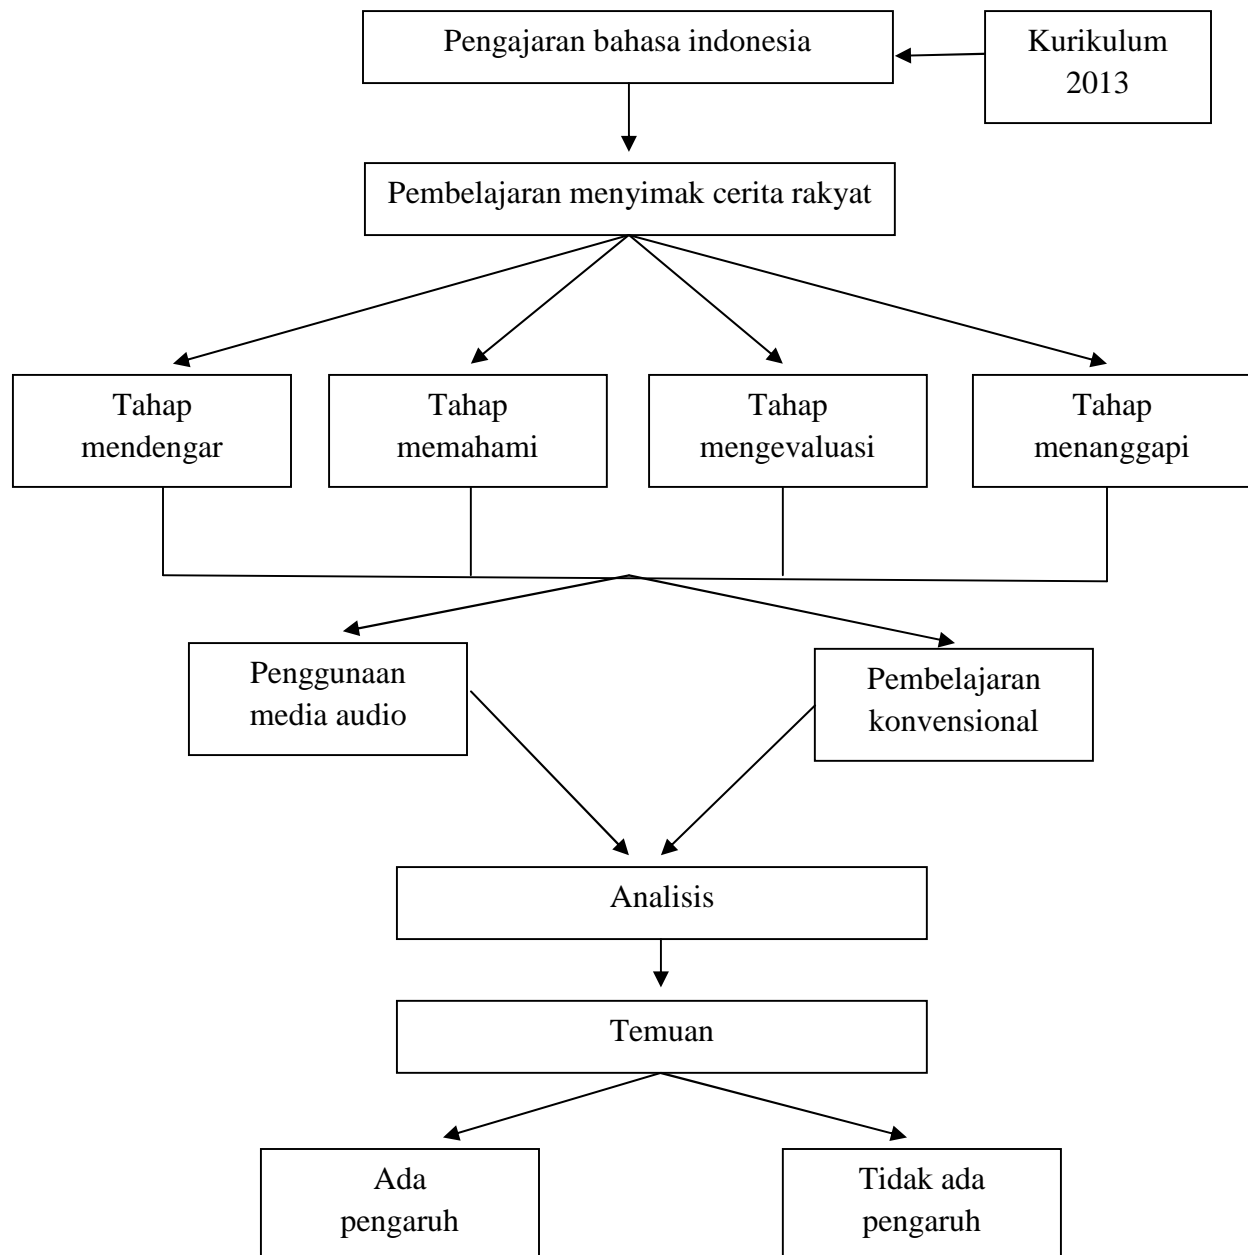 Pengajaran bahasa indonesia
Kurikulum
2013
Pembelajaran menyimak cerita rakyat
Tahap
mendengar
Tahap
memahami
Tahap
mengevaluasi
Tahap
menanggapi
Penggunaan
media audio
Pembelajaran
konvensional
Analisis
Temuan
Ada
pengaruh
Tidak ada
pengaruh